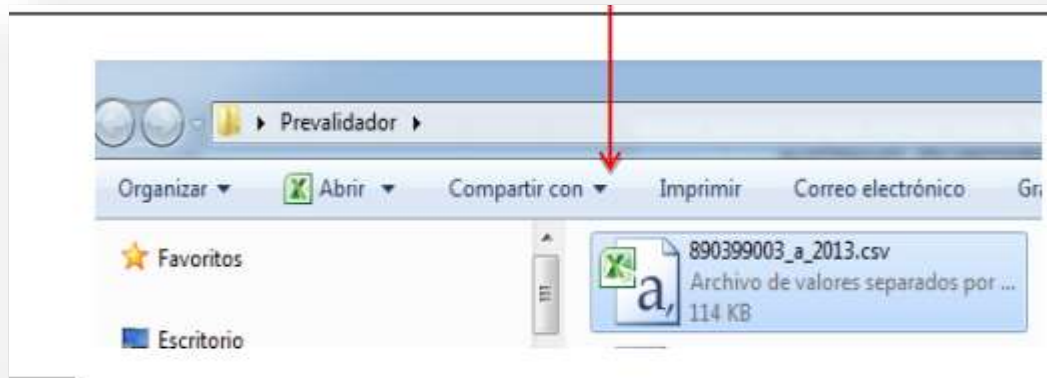 Prevalidador
Organizar Abrir Compartir con Imprimir Correo electrónico
Favoritos
890399003_a_2013.csv
Archivo de valores separados por ...
114 KB
Escritorio